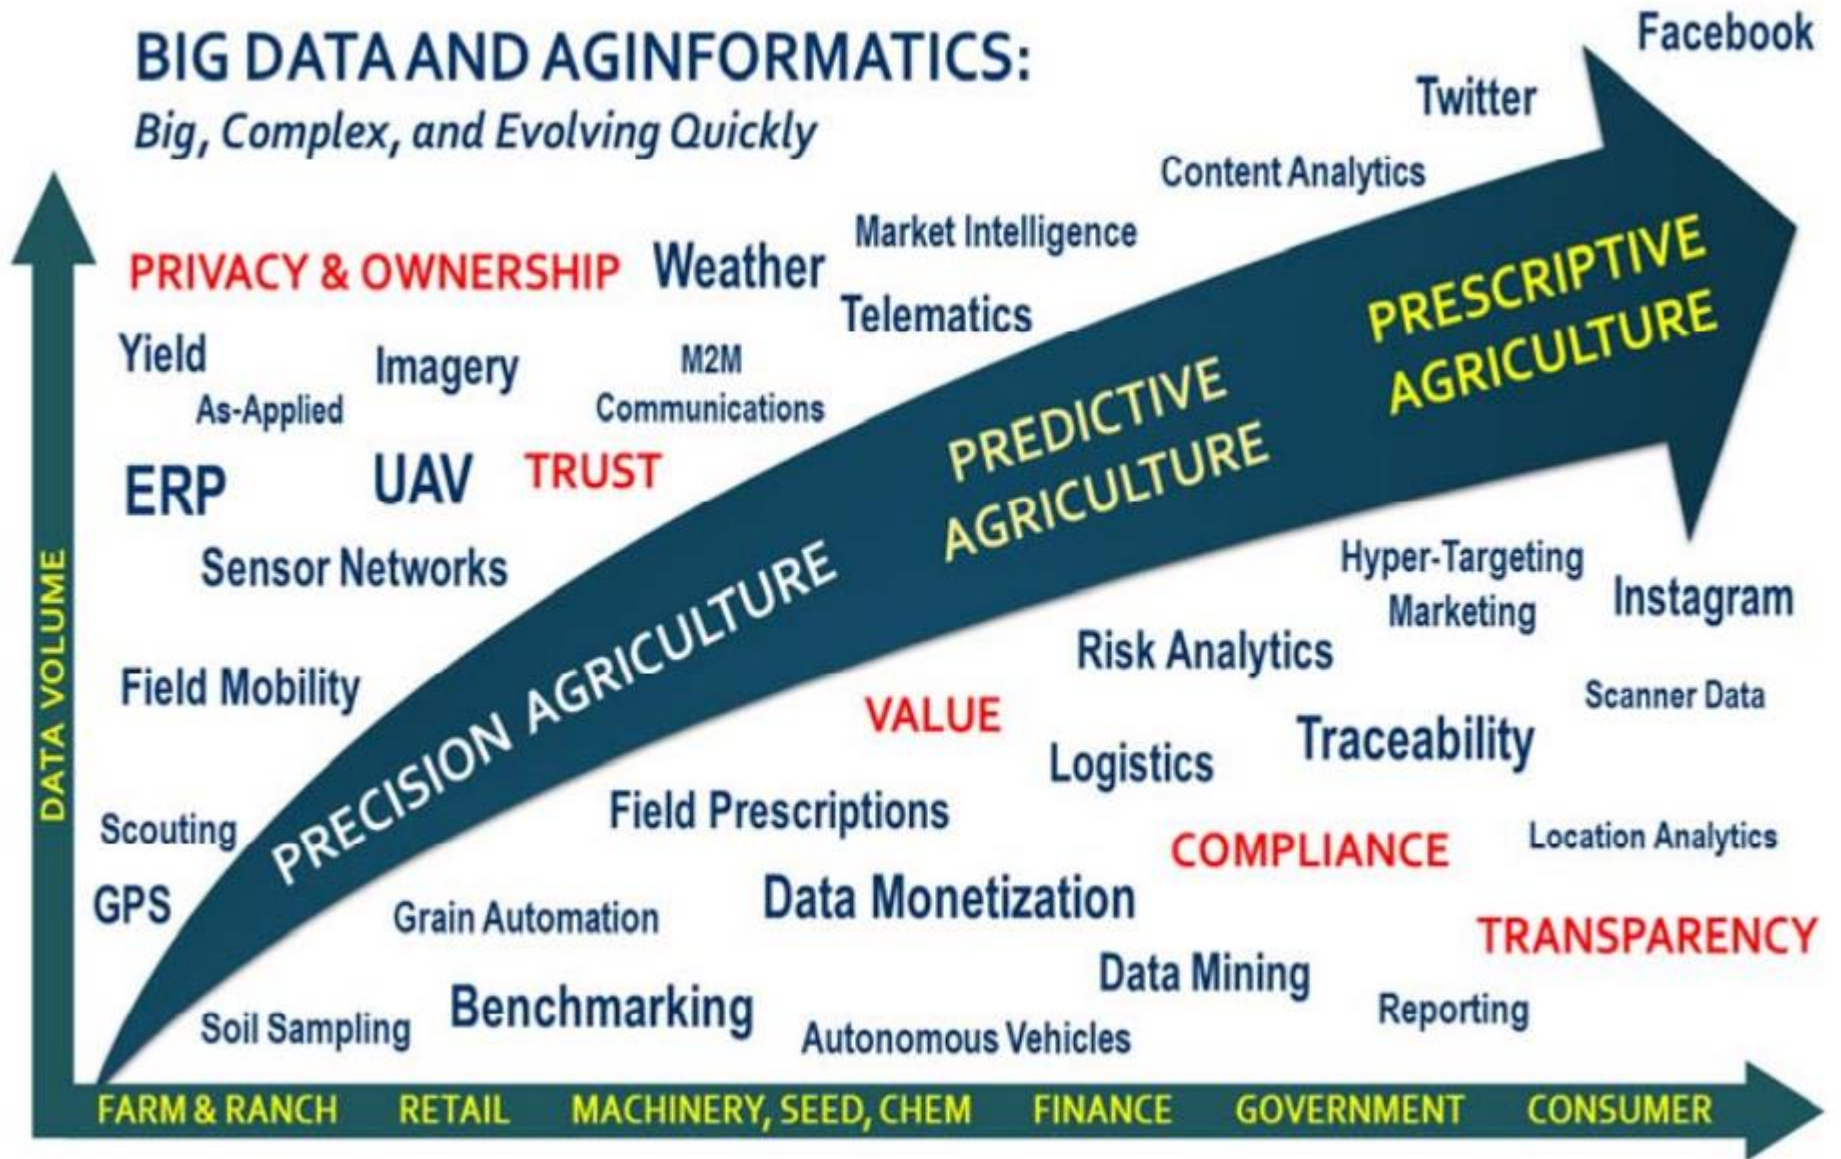 BIG DATA AND AGINFORMATICS:
Big, Complex, and Evolving Quickly
Facebook
Twitter
Content Analytics
Market Intelligence
PRIVACY & OWNERSHIP
Weather
Telematics
Yield
Imagery
M2M
Communications
As-Applied
ERP
UAV
TRUST
Sensor Networks
Field Mobility
Scouting
GPS
PRECISION AGRICULTURE
PREDICTIVE
AGRICULTURE
PRESCRIPTIVE
AGRICULTURE
Hyper-Targeting
Marketing
Instagram
Risk Analytics
Scanner Data
VALUE
Logistics
Traceability
Field Prescriptions
COMPLIANCE
Location Analytics
Grain Automation
Data Monetization
TRANSPARENCY
Data Mining
Soil Sampling
Benchmarking
Autonomous Vehicles
Reporting
DATA VOLUME
FARM & RANCH
RETAIL
MACHINERY, SEED, CHEM
FINANCE
GOVERNMENT
CONSUMER